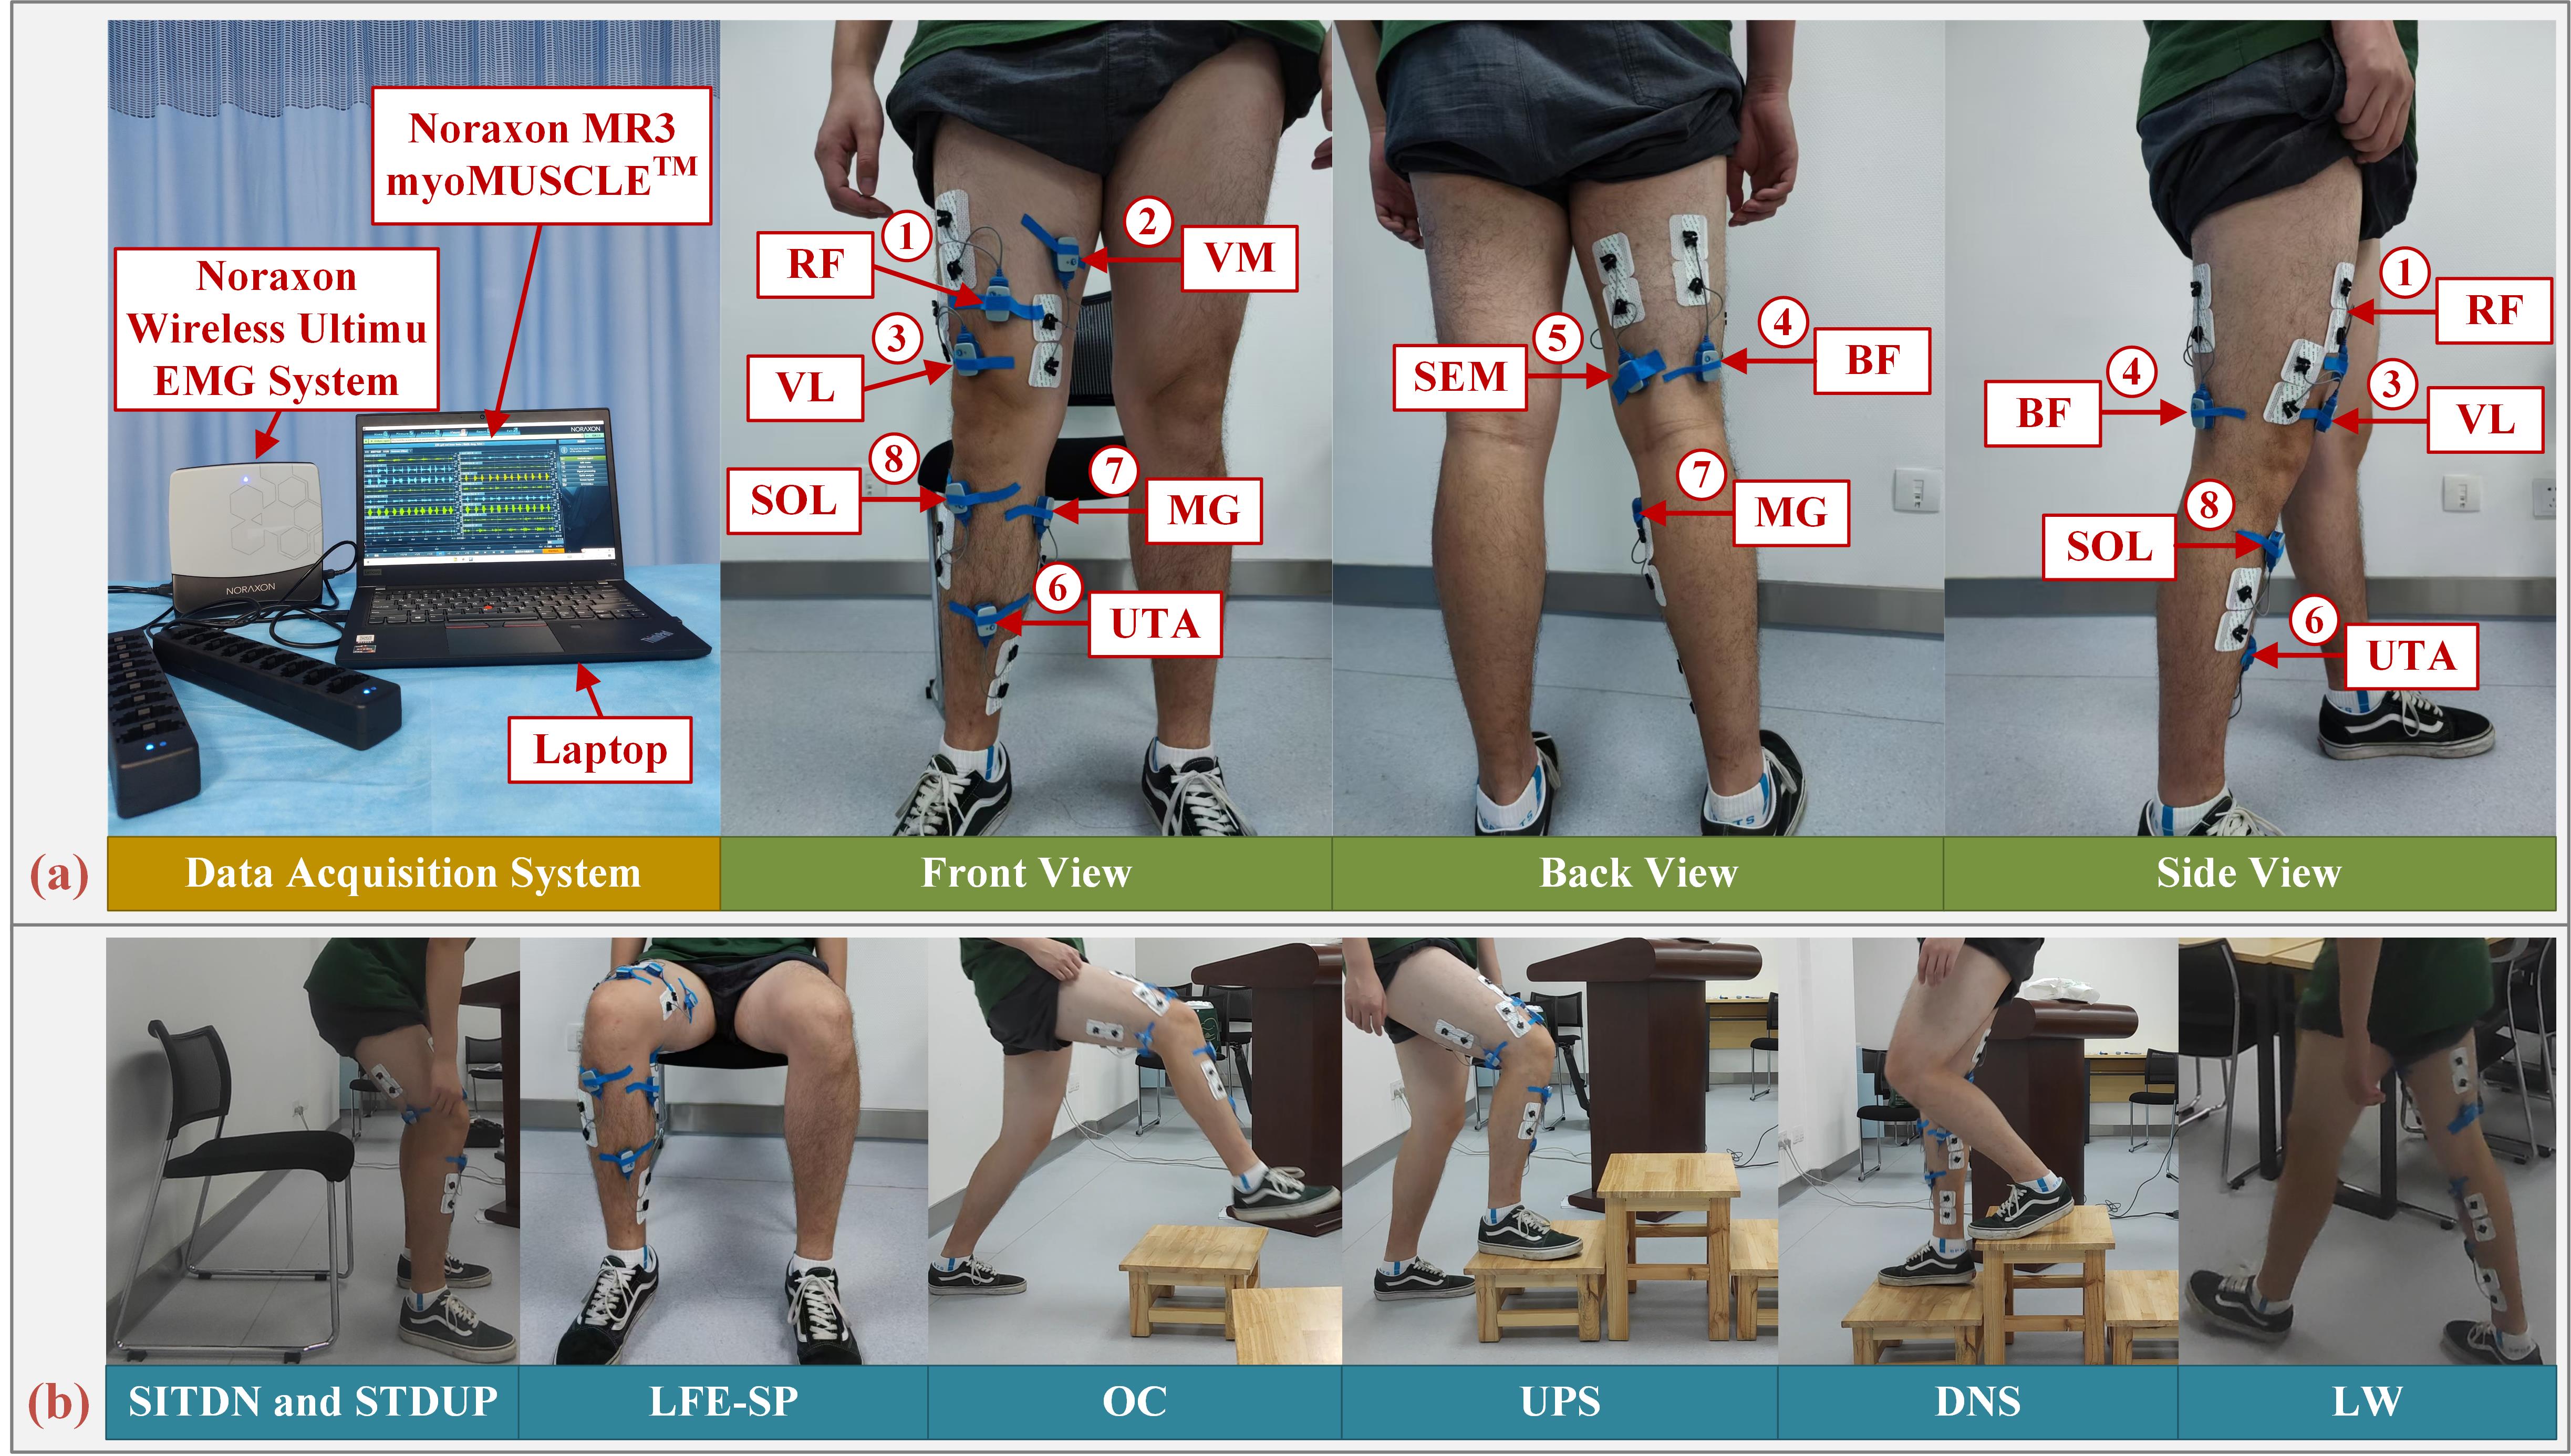 Noraxon MR3
myoMUSCLE™
Noraxon
Wireless Ultimu
EMG System
NORAXON
NORAXON
ThinkPad
Laptop
1
RF
2
VM
3
VL
8
SOL
7
MG
6
UTA
5
SEM
4
BF
7
MG
1
RF
4
BF
3
VL
8
SOL
6
UTA
(a)
Data Acquisition System
Front View
Back View
Side View
(b)
SITDN and STDUP
LFE-SP
OC
UPS
DNS
LW